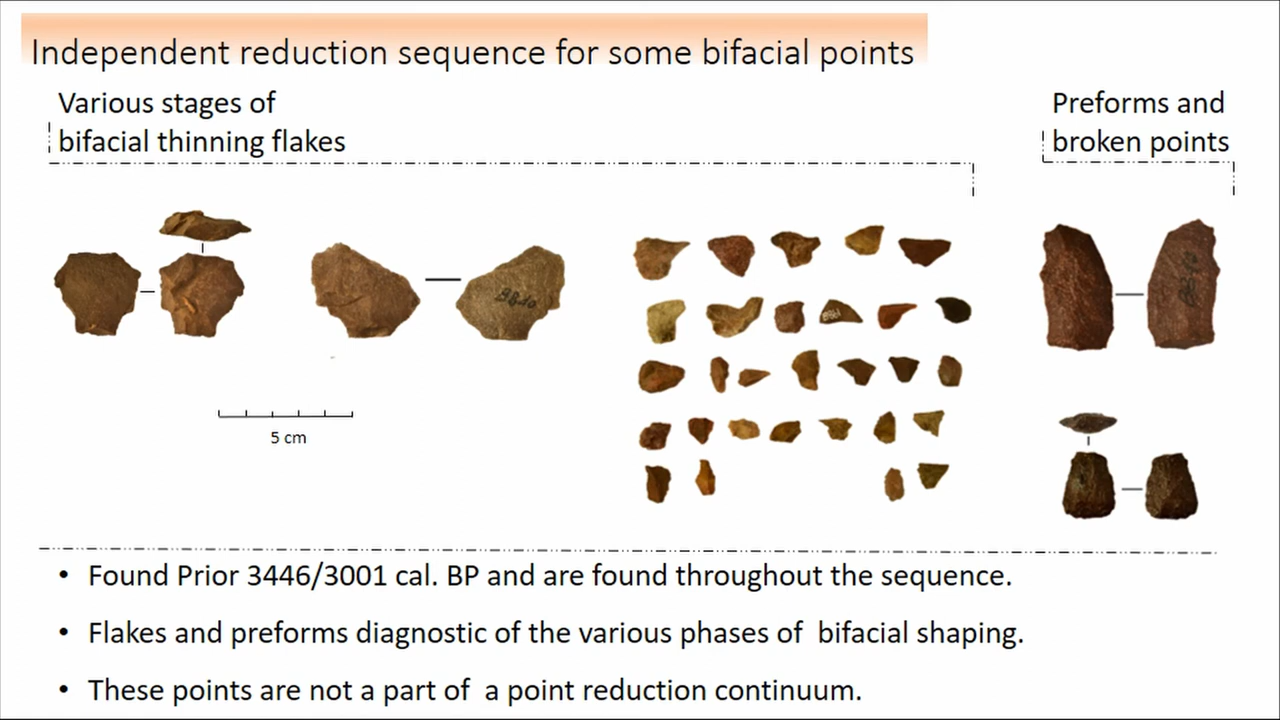 Independent reduction sequence for some bifacial points
Various stages of
bifacial thinning flakes
Preforms and
broken points
5 cm
• Found Prior 3446/3001 cal. BP and are found throughout the sequence.
• Flakes and preforms diagnostic of the various phases of  bifacial shaping.
• These points are not a part of  a point reduction continuum.